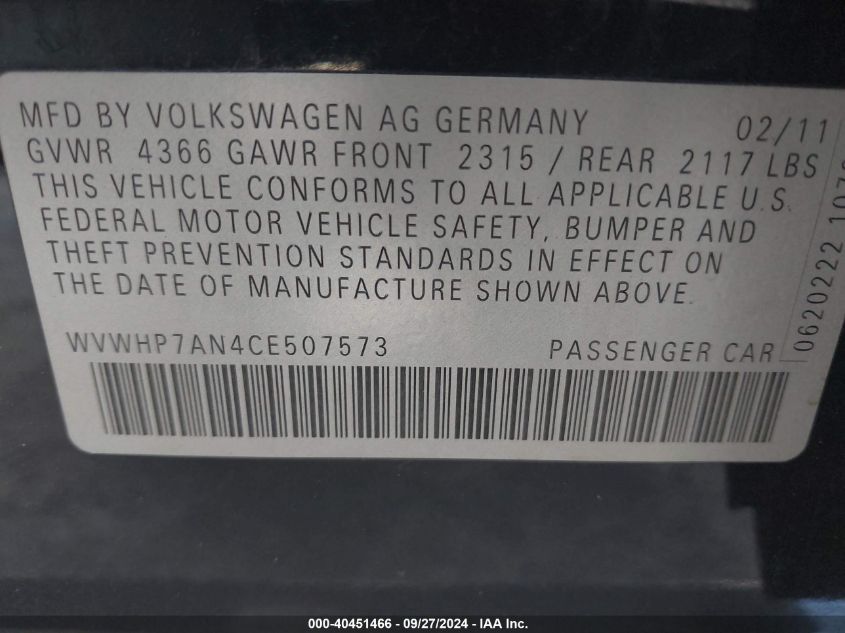 MFD BY VOLKSWAGEN AG GERMANY 02/11
GVWR 4366 GAWR FRONT 2315 / REAR 2117 LBS
THIS VEHICLE CONFORMS TO ALL APPLICABLE U.S.
FEDERAL MOTOR VEHICLE SAFETY, BUMPER AND
THEFT PREVENTION STANDARDS IN EFFECT ON
THE DATE OF MANUFACTURE SHOWN ABOVE.
WVWHP7AN4CE507573 PASSENGER CAR
0620222
000-40451466 - 09/27/2024 - IAA Inc.